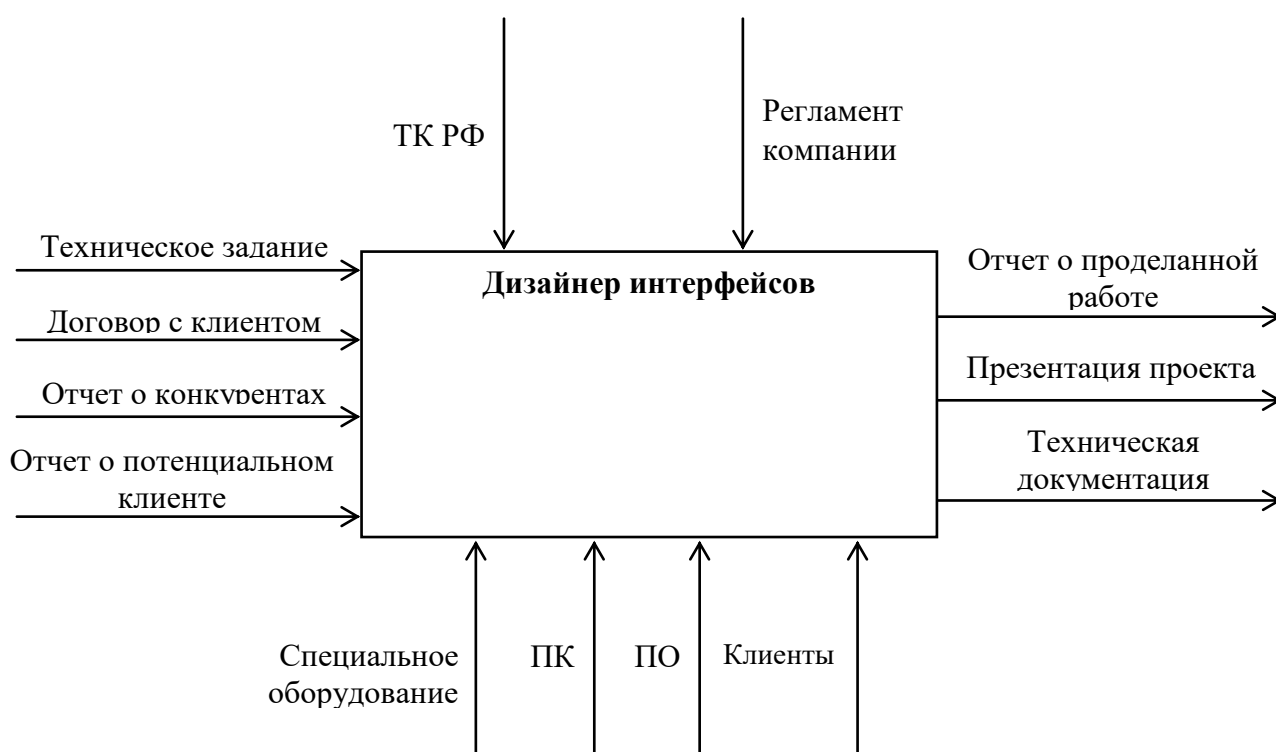 ТК РФ
Регламент
компании
Техническое задание
Договор с клиентом
Отчет о конкурентах
Отчет о потенциальном
клиенте
Дизайнер интерфейсов
Отчет о проделанной
работе
Презентация проекта
Техническая
документация
Специальное
оборудование
ПК
ПО
Клиенты